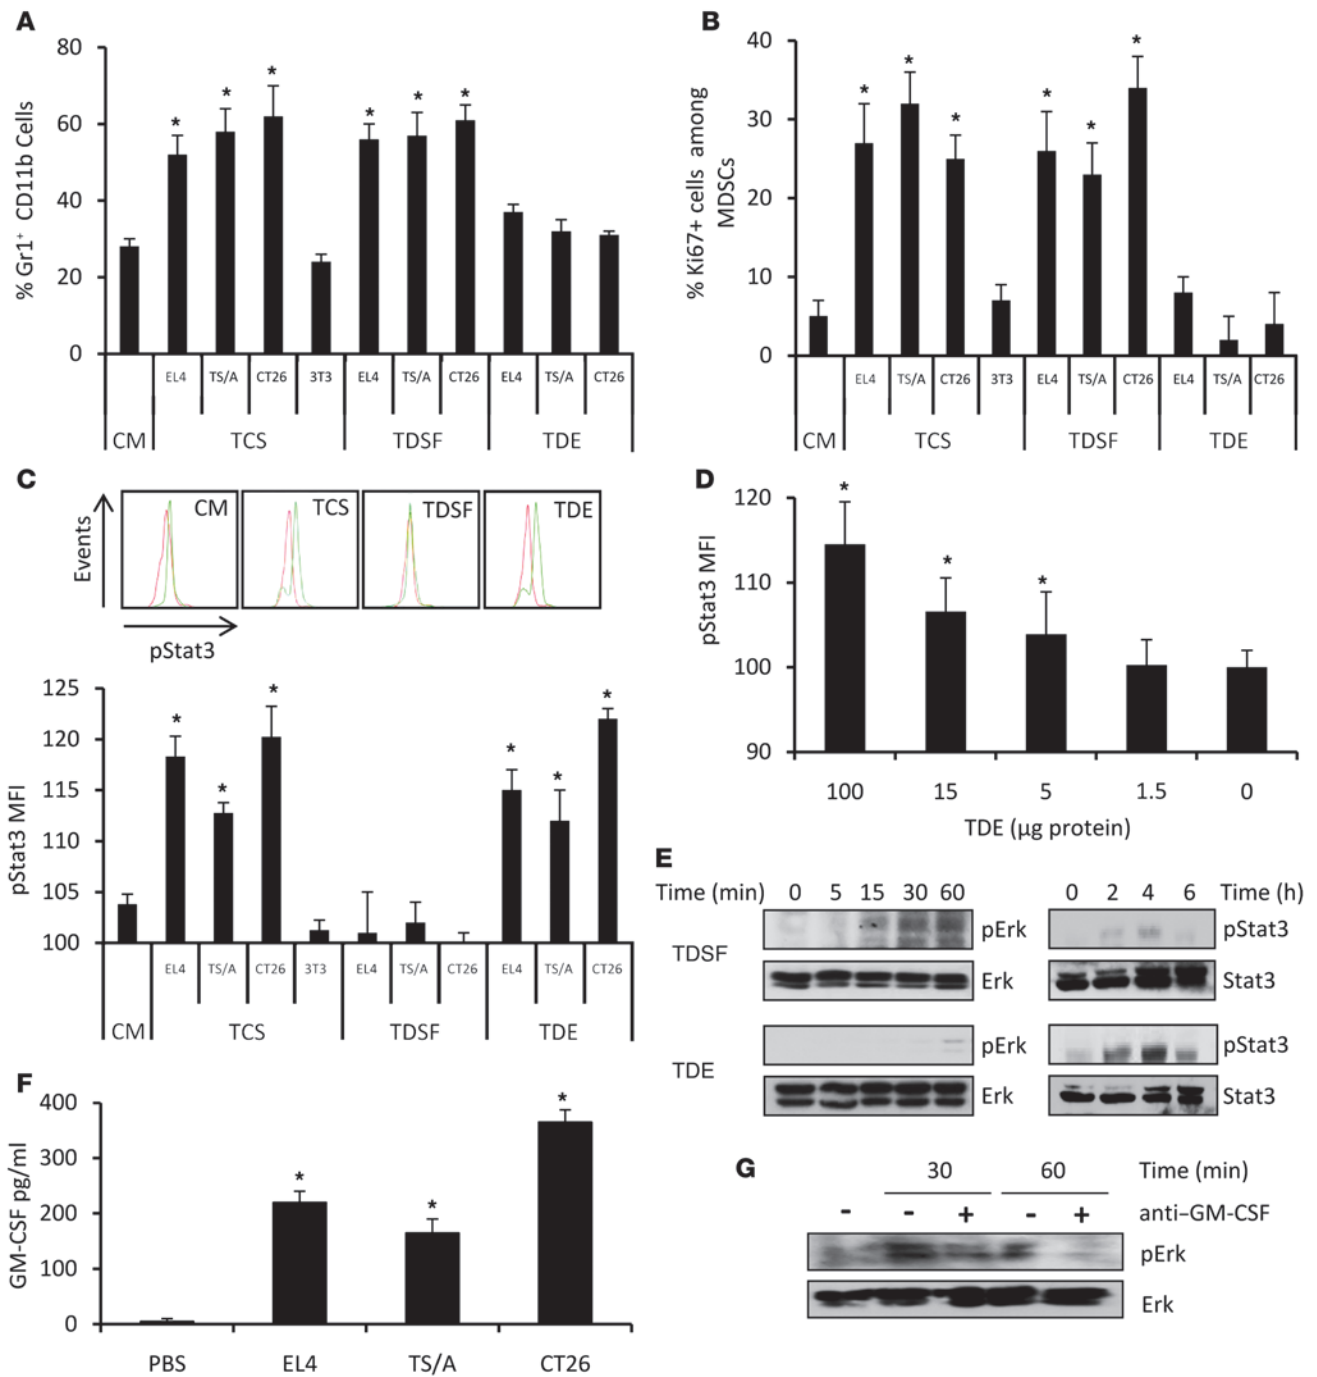 A
% Gr1+ CD11b Cells
80
60
40
20
0
EL4 TS/A CT26 3T3 EL4 TS/A CT26 EL4 TS/A CT26
CM TCS TDSF TDE
* * * * * *
B
% Ki67+ cells among
MDSCs
40
30
20
10
0
EL4 TS/A CT26 3T3 EL4 TS/A CT26 EL4 TS/A CT26
CM TCS TDSF TDE
* * * * * *
C
Events
CM TCS TDSF TDE
pStat3
pStat3 MFI
125
120
115
110
105
100
EL4 TS/A CT26 3T3 EL4 TS/A CT26 EL4 TS/A CT26
CM TCS TDSF TDE
* * * * * *
D
pStat3 MFI
120
110
100
90
* * *
100 15 5 1.5 0
TDE (µg protein)
E
Time (min) 0 5 15 30 60
0 2 4 6 Time (h)
TDSF
pErk
pStat3
Erk
Stat3
TDE
pErk
pStat3
Erk
Stat3
F
GM-CSF pg/ml
400
300
200
100
0
* * *
PBS EL4 TS/A CT26
G
30 60 Time (min)
- - + - + anti–GM-CSF
pErk
Erk